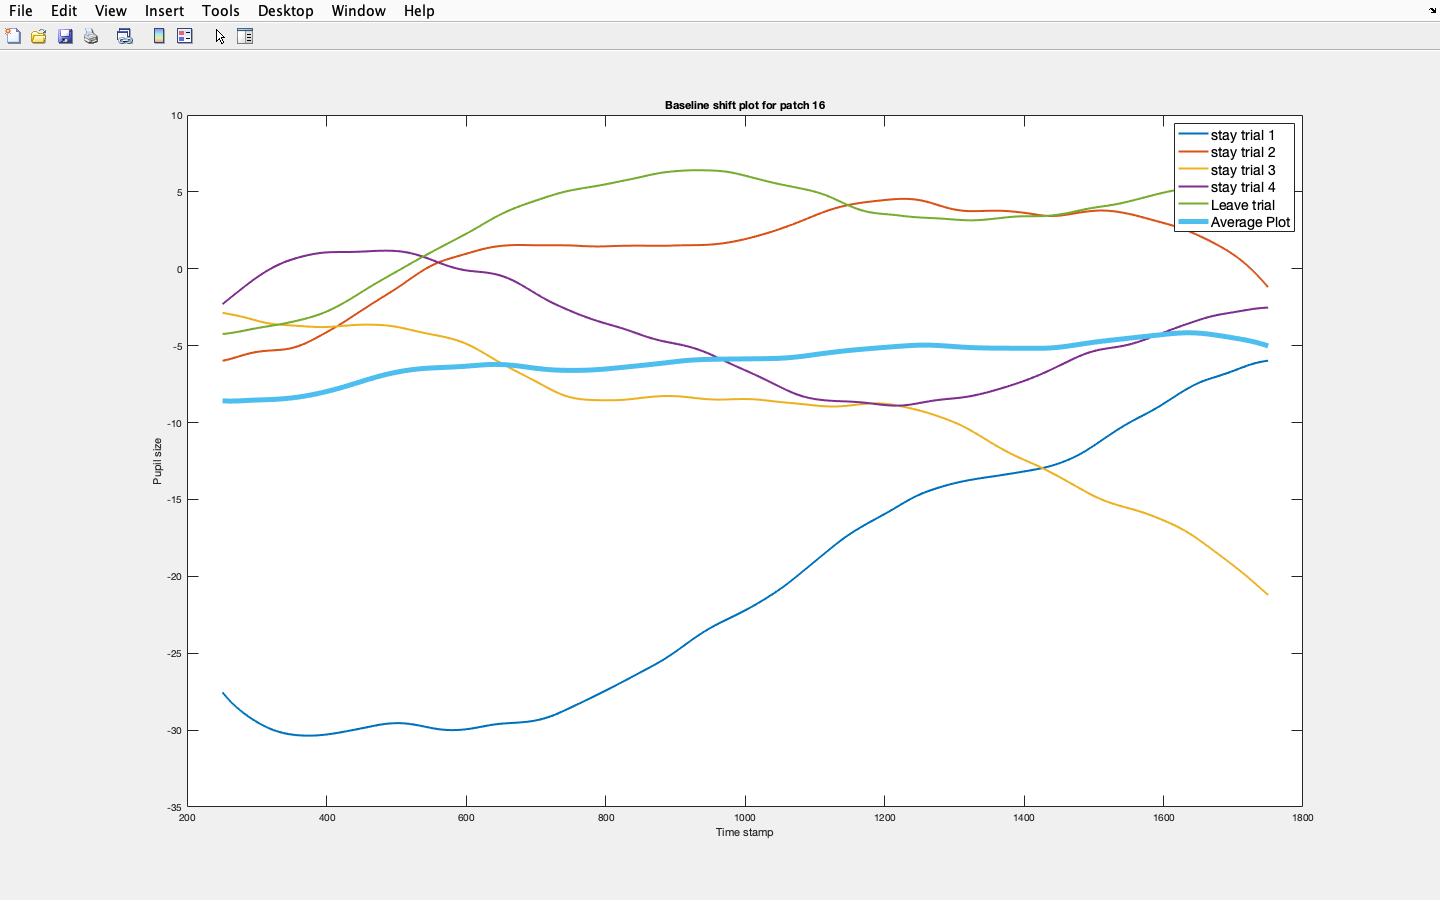 File Edit View Insert Tools Desktop Window Help
Baseline shift plot for patch 16
10
5
0
-5
-10
-15
-20
-25
-30
-35
Pupil size
stay trial 1
stay trial 2
stay trial 3
stay trial 4
Leave trial
Average Plot
200 400 600 800 1000 1200 1400 1600 1800
Time stamp